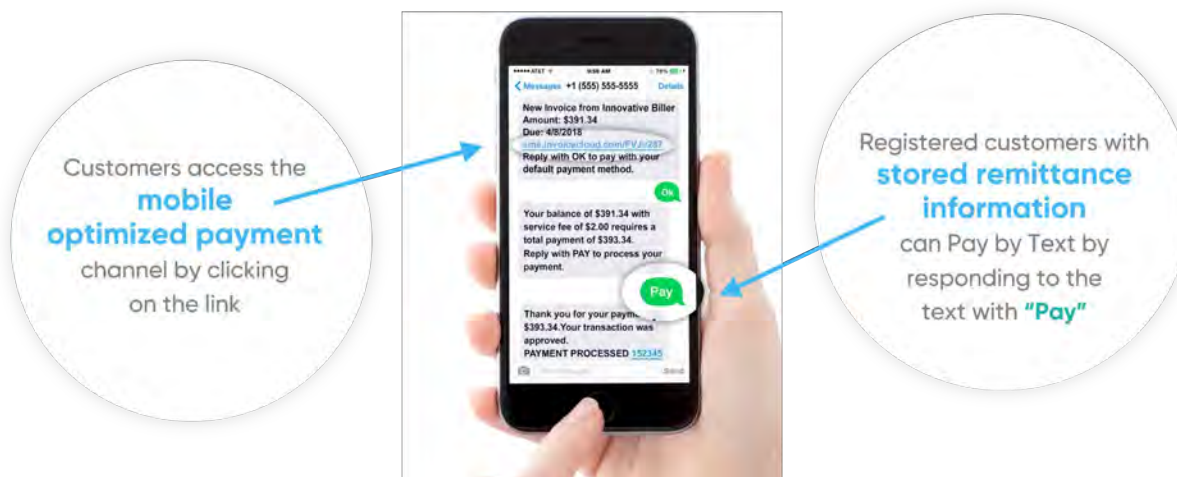 Customers access the
mobile
optimized payment
channel by clicking
on the link
AT&T
9:58 AM
Messages +1 (555) 555-5555 Details
New Invoice from Innovative Biller
Amount: $391.34
Due: 4/8/2018
Reply with OK to pay with your
default payment method.
Ok
Your balance of $391.34 with
service fee of $2.00 requires a
total payment of $393.34.
Reply with PAY to process your
payment.
Pay
Thank you for your
$393.34.Your transaction was
approved.
PAYMENT PROCESSED 152345
Send
Registered customers with
stored remittance
information
can Pay by Text by
responding to the
text with "Pay"